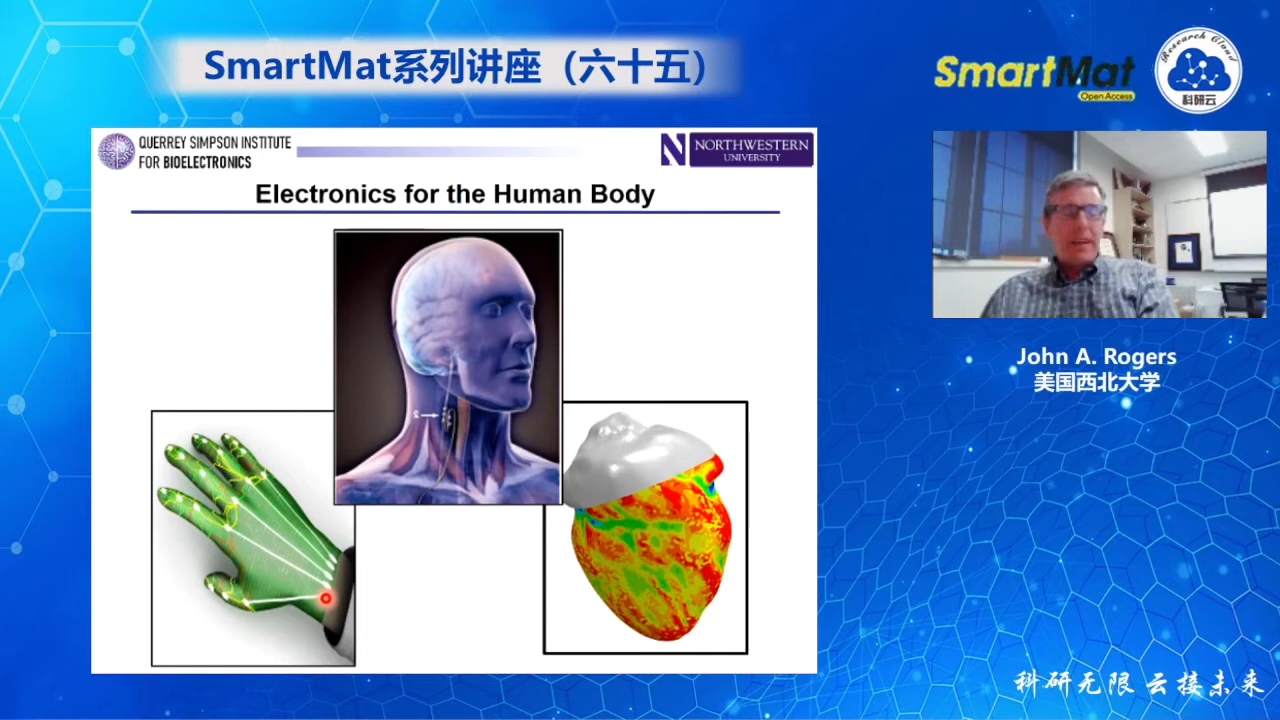 SmartMat系列讲座（六十五）
SmartMat
Open Access
Research Cloud
科研云
QUERREY SIMPSON INSTITUTE
FOR BIOELECTRONICS
N
NORTHWESTERN
UNIVERSITY
Electronics for the Human Body
John A. Rogers
美国西北大学
科研无限 云接未来